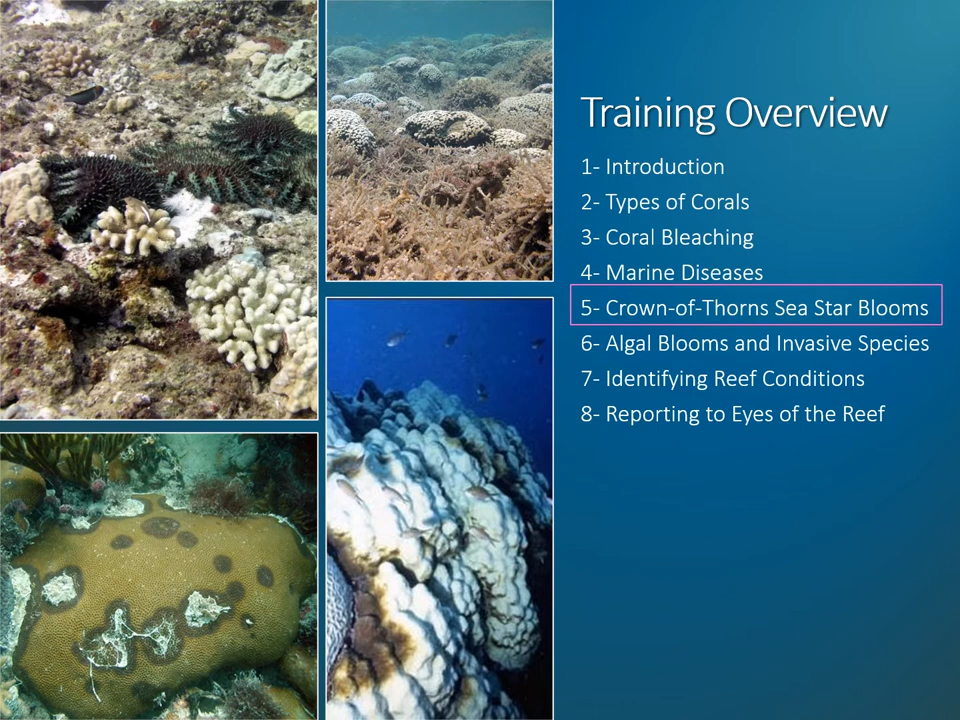 Training Overview
1- Introduction
2- Types of Corals
3- Coral Bleaching
4- Marine Diseases
5- Crown-of-Thorns Sea Star Blooms
6- Algal Blooms and Invasive Species
7- Identifying Reef Conditions
8- Reporting to Eyes of the Reef